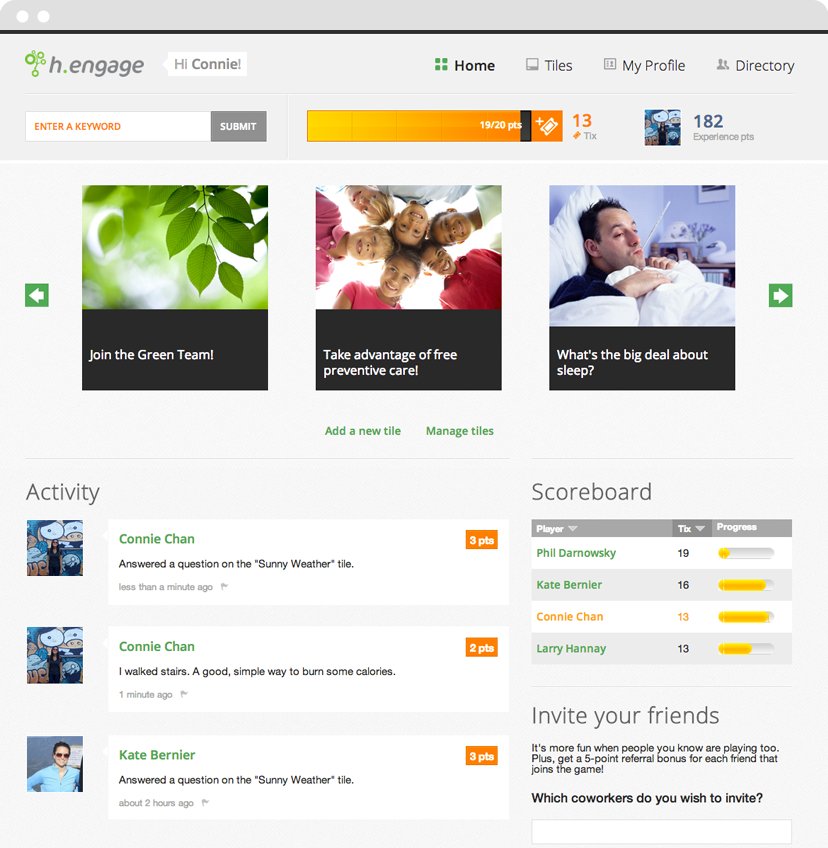 h.engage
Hi Connie!
Home
Tiles
My Profile
Directory
ENTER A KEYWORD
SUBMIT
19/20 pts
13
Tix
182
Experience pts
Join the Green Team!
Take advantage of free
preventive care!
What's the big deal about
sleep?
Add a new tile
Manage tiles
Activity
Connie Chan
3 pts
Answered a question on the "Sunny Weather" tile.
less than a minute ago
Connie Chan
2 pts
I walked stairs. A good, simple way to burn some calories.
1 minute ago
Kate Bernier
3 pts
Answered a question on the "Sunny Weather" tile.
about 2 hours ago
Scoreboard
Player Tix Progress
Phil Darnowsky 19
Kate Bernier 16
Connie Chan 13
Larry Hannay 13
Invite your friends
It's more fun when people you know are playing too.
Plus, get a 5-point referral bonus for each friend that
joins the game!
Which coworkers do you wish to invite?